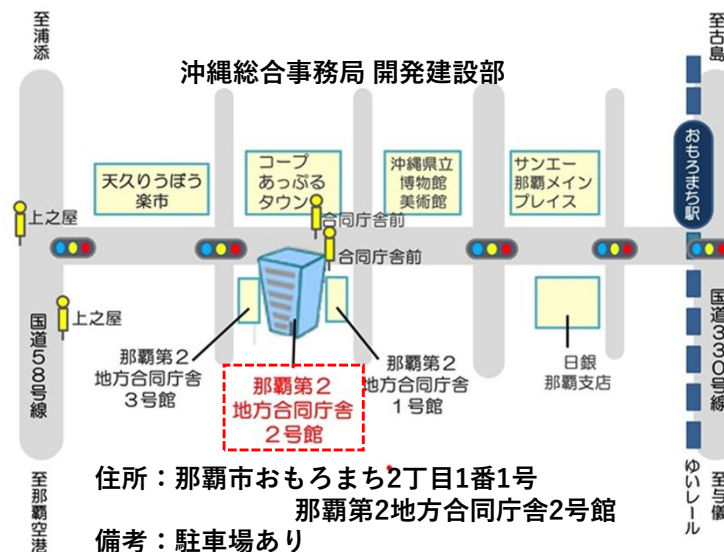 至浦添
至古島
沖縄総合事務局 開発建設部
おもろまち駅
天久りうぼう
楽市
コープ
あっぷる
タウン
沖縄県立
博物館
美術館
サンエー
那覇メイン
プレイス
上之屋
合同庁舎前
合同庁舎前
上之屋
国道58号線
国道330号線
那覇第2
地方合同庁舎
3号館
那覇第2
地方合同庁舎
2号館
那覇第2
地方合同庁舎
1号館
日銀
那覇支店
至那覇空港
ゆいレール
至与儀
住所：那覇市おもろまち2丁目1番1号
那覇第2地方合同庁舎2号館
備考：駐車場あり